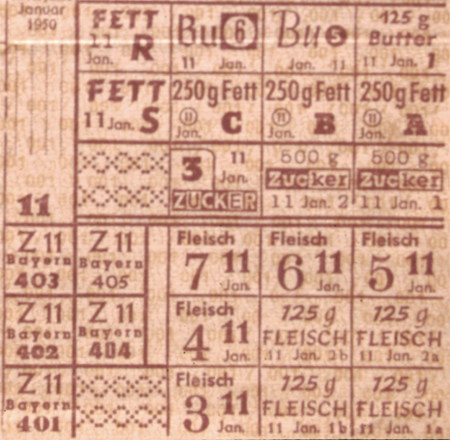 Januar
1950
FETT
11 R
Jan.
Bu 6
11 Jan.
Bu 5
Jan. 11
125 g
Butter
11 Jan. 1
FETT
11 Jan. S
250g Fett
11 Jan. C
250g Fett
11 Jan. B
250g Fett
11 Jan. A
3 11
Jan.
ZUCKER
500 g
Zucker
11 Jan. 2
500 g
Zucker
11 Jan. 1
11
Z 11
Bayern
403
Z 11
Bayern
405
Fleisch
7 11
Jan.
Fleisch
6 11
Jan.
Fleisch
5 11
Jan.
Z 11
Bayern
402
Z 11
Bayern
404
Fleisch
4 11
Jan.
125 g
FLEISCH
11 Jan. 2b
125 g
FLEISCH
11 Jan. 2a
Z 11
Bayern
401
Fleisch
3 11
Jan.
125 g
FLEISCH
11 Jan. 1b
125 g
FLEISCH
11 Jan. 1a